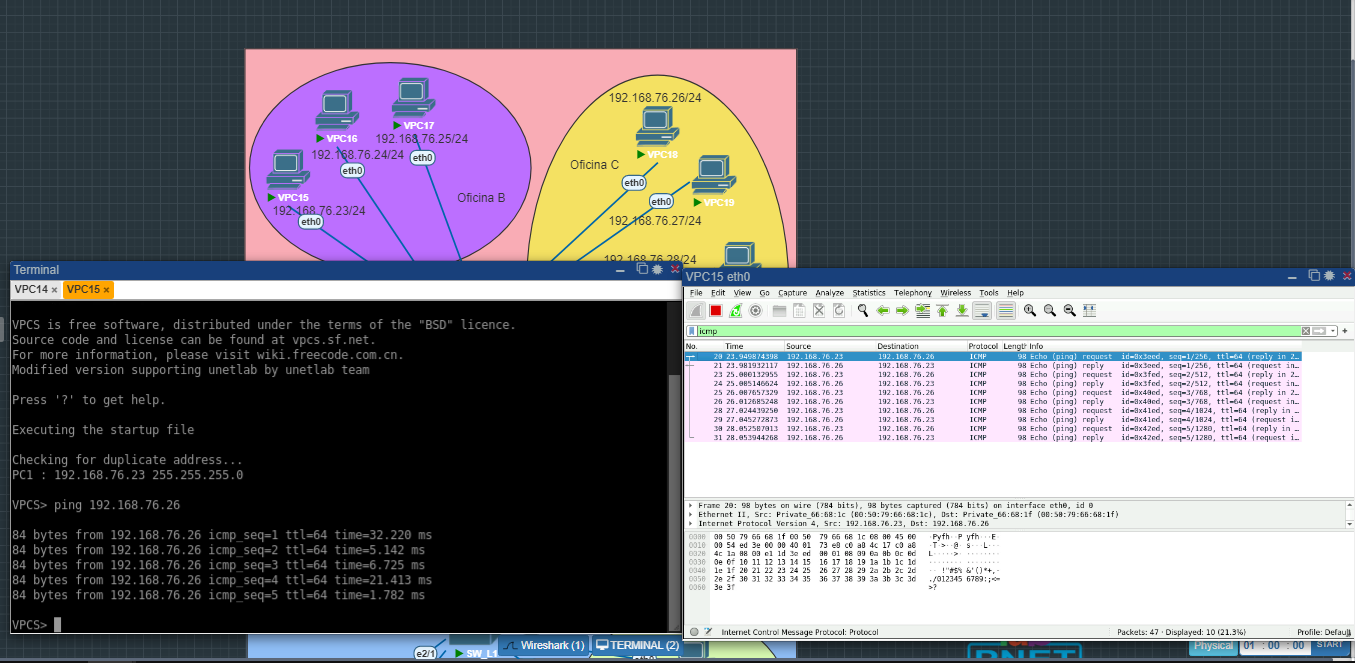 192.168.76.26/24
VPC17
VPC16
192.168.76.25/24
192.168.76.24/24
eth0
eth0
VPC18
Oficina C
VPC15
eth0
192.168.76.23/24
eth0
Oficina B
eth0
VPC19
192.168.76.27/24
192.168.76.28/24
Terminal
VPC14 × VPC15 ×
VPCS is free software, distributed under the terms of the "BSD" licence.
Source code and license can be found at vpcs.sf.net.
For more information, please visit wiki.freecode.com.cn.
Modified version supporting unetlab by unetlab team
Press '?' to get help.
Executing the startup file
Checking for duplicate address...
PC1 : 192.168.76.23 255.255.255.0
VPCS> ping 192.168.76.26
84 bytes from 192.168.76.26 icmp_seq=1 ttl=64 time=32.220 ms
84 bytes from 192.168.76.26 icmp_seq=2 ttl=64 time=5.142 ms
84 bytes from 192.168.76.26 icmp_seq=3 ttl=64 time=6.725 ms
84 bytes from 192.168.76.26 icmp_seq=4 ttl=64 time=21.413 ms
84 bytes from 192.168.76.26 icmp_seq=5 ttl=64 time=1.782 ms
VPCS>
VPC15 eth0
File Edit View Go Capture Analyze Statistics Telephony Wireless Tools Help
icmp
No. Time Source Destination Protocol Length Info
20 23.949874398 192.168.76.23 192.168.76.26 ICMP 98 Echo (ping) request id=0x3eed, seq=1/256, ttl=64 (reply in 2…
21 23.981932117 192.168.76.26 192.168.76.23 ICMP 98 Echo (ping) reply id=0x3eed, seq=1/256, ttl=64 (request in…
23 25.000132955 192.168.76.23 192.168.76.26 ICMP 98 Echo (ping) request id=0x3fed, seq=2/512, ttl=64 (reply in 2…
24 25.005146624 192.168.76.26 192.168.76.23 ICMP 98 Echo (ping) reply id=0x3fed, seq=2/512, ttl=64 (request in…
25 26.007657329 192.168.76.23 192.168.76.26 ICMP 98 Echo (ping) request id=0x40ed, seq=3/768, ttl=64 (reply in 2…
26 26.012685248 192.168.76.26 192.168.76.23 ICMP 98 Echo (ping) reply id=0x40ed, seq=3/768, ttl=64 (request in…
28 27.024439250 192.168.76.23 192.168.76.26 ICMP 98 Echo (ping) request id=0x41ed, seq=4/1024, ttl=64 (reply in …
29 27.045272873 192.168.76.26 192.168.76.23 ICMP 98 Echo (ping) reply id=0x41ed, seq=4/1024, ttl=64 (request i…
30 28.052507013 192.168.76.23 192.168.76.26 ICMP 98 Echo (ping) request id=0x42ed, seq=5/1280, ttl=64 (reply in …
31 28.053944268 192.168.76.26 192.168.76.23 ICMP 98 Echo (ping) reply id=0x42ed, seq=5/1280, ttl=64 (request i…
Frame 20: 98 bytes on wire (784 bits), 98 bytes captured (784 bits) on interface eth0, id 0
Ethernet II, Src: Private_66:68:1c (00:50:79:66:68:1c), Dst: Private_66:68:1f (00:50:79:66:68:1f)
Internet Protocol Version 4, Src: 192.168.76.23, Dst: 192.168.76.26
0000 00 50 79 66 68 1f 00 50 79 66 68 1c 08 00 45 00 ·Pyfh··P yfh···E·
0010 00 54 ed 3e 00 00 40 01 73 e8 c0 a8 4c 17 c0 a8 ·T·>··@· s···L···
0020 4c 1a 08 00 e1 1d 3e ed 00 01 08 09 0a 0b 0c 0d L·····>· ········
0030 0e 0f 10 11 12 13 14 15 16 17 18 19 1a 1b 1c 1d ········ ········
0040 1e 1f 20 21 22 23 24 25 26 27 28 29 2a 2b 2c 2d ·· !"#$% &'()*+,-
0050 2e 2f 30 31 32 33 34 35 36 37 38 39 3a 3b 3c 3d ./012345 6789:;<=
0060 3e 3f >?
Internet Control Message Protocol: Protocol Packets: 47 · Displayed: 10 (21.3%) Profile: Default
e2/1 SW_L1 Wireshark (1) TERMINAL (2) Physical 01 : 00 : 00 START